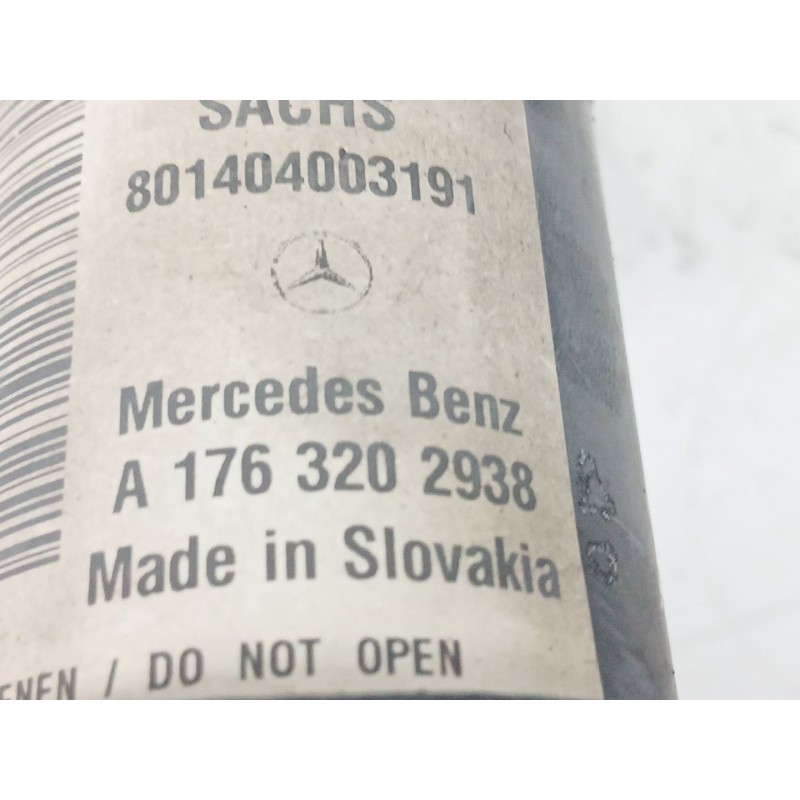 SACHS
801404003191
Mercedes Benz
A 176 320 2938
Made in Slovakia
/ DO NOT OPEN